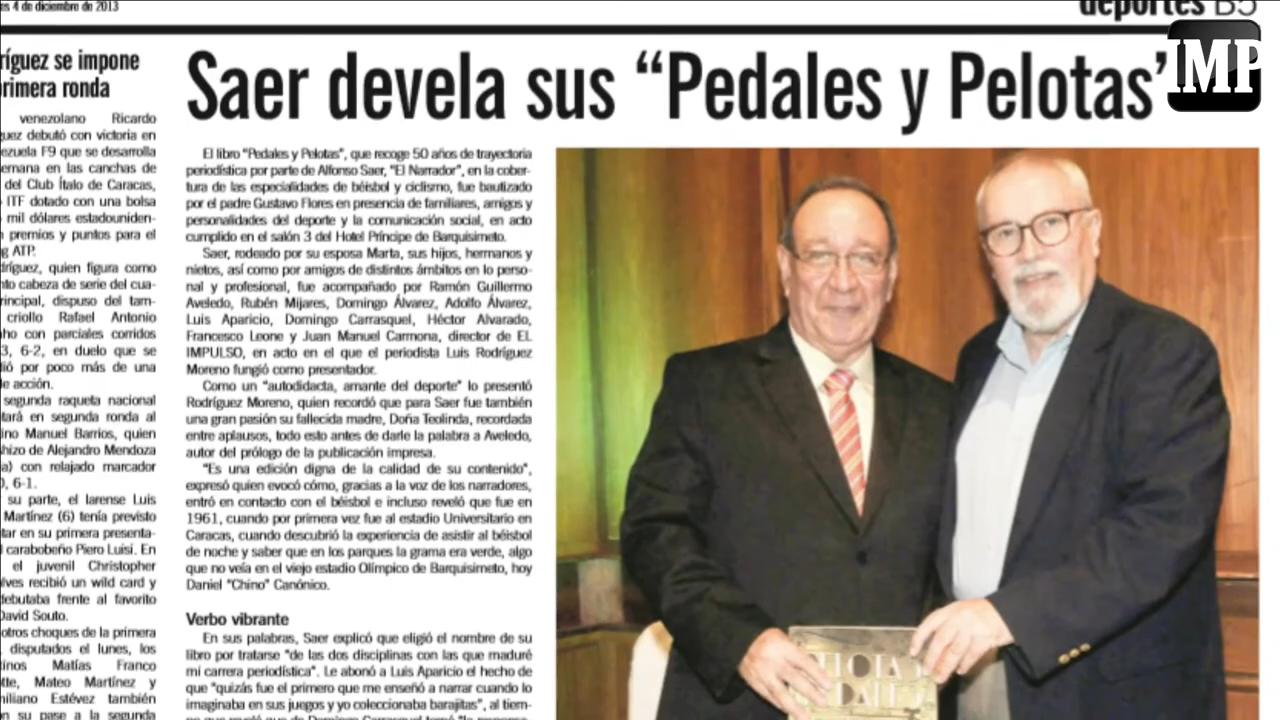 es 4 de diciembre de 2013
deportes B5
IMP
ríguez se impone
primera ronda
venezolano Ricardo
guez debutó con victoria en
ezuela F9 que se desarrolla
emana en las canchas de
del Club Ítalo de Caracas,
ITF dotado con una bolsa
mil dólares estadouniden-
n premios y puntos para el
g ATP.
dríguez, quien figura como
nto cabeza de serie del cua-
rincipal, dispuso del tam-
criollo Rafael Antonio
ho con parciales corridos
3, 6-2, en duelo que se
dió por poco más de una
de acción.
segunda raqueta nacional
tará en segunda ronda al
ino Manuel Barrios, quien
shizo de Alejandro Mendoza
a) con relajado marcador
0, 6-1.
su parte, el larense Luis
Martínez (6) tenía previsto
tar en su primera presenta-
l carabobeño Piero Luisi. En
el juvenil Christopher
lves recibió un wild card y
debutaba frente al favorito
David Souto.
otros choques de la primera
, disputados el lunes, los
tinos Matías Franco
tte, Mateo Martínez y
miliano Estévez también
on su pase a la segunda
Saer devela sus “Pedales y Pelotas”
El libro "Pedales y Pelotas", que recoge 50 años de trayectoria
periodística por parte de Alfonso Saer, "El Narrador", en la cober-
tura de las especialidades de béisbol y ciclismo, fue bautizado
por el padre Gustavo Flores en presencia de familiares, amigos y
personalidades del deporte y la comunicación social, en acto
cumplido en el salón 3 del Hotel Príncipe de Barquisimeto.
Saer, rodeado por su esposa Marta, sus hijos, hermanos y
nietos, así como por amigos de distintos ámbitos en lo perso-
nal y profesional, fue acompañado por Ramón Guillermo
Aveledo, Rubén Mijares, Domingo Álvarez, Adolfo Álvarez,
Luis Aparicio, Domingo Carrasquel, Héctor Alvarado,
Francesco Leone y Juan Manuel Carmona, director de EL
IMPULSO, en acto en el que el periodista Luis Rodríguez
Moreno fungió como presentador.
Como un "autodidacta, amante del deporte" lo presentó
Rodríguez Moreno, quien recordó que para Saer fue también
una gran pasión su fallecida madre, Doña Teolinda, recordada
entre aplausos, todo esto antes de darle la palabra a Aveledo,
autor del prólogo de la publicación impresa.
"Es una edición digna de la calidad de su contenido",
expresó quien evocó cómo, gracias a la voz de los narradores,
entró en contacto con el béisbol e incluso reveló que fue en
1961, cuando por primera vez fue al estadio Universitario en
Caracas, cuando descubrió la experiencia de asistir al béisbol
de noche y saber que en los parques la grama era verde, algo
que no veía en el viejo estadio Olímpico de Barquisimeto, hoy
Daniel "Chino" Canónico.
Verbo vibrante
En sus palabras, Saer explicó que eligió el nombre de su
libro por tratarse "de las dos disciplinas con las que maduré
mi carrera periodística". Le abonó a Luis Aparicio el hecho de
que "quizás fue el primero que me enseñó a narrar cuando lo
imaginaba en sus juegos y yo coleccionaba barajitas", al tiem-